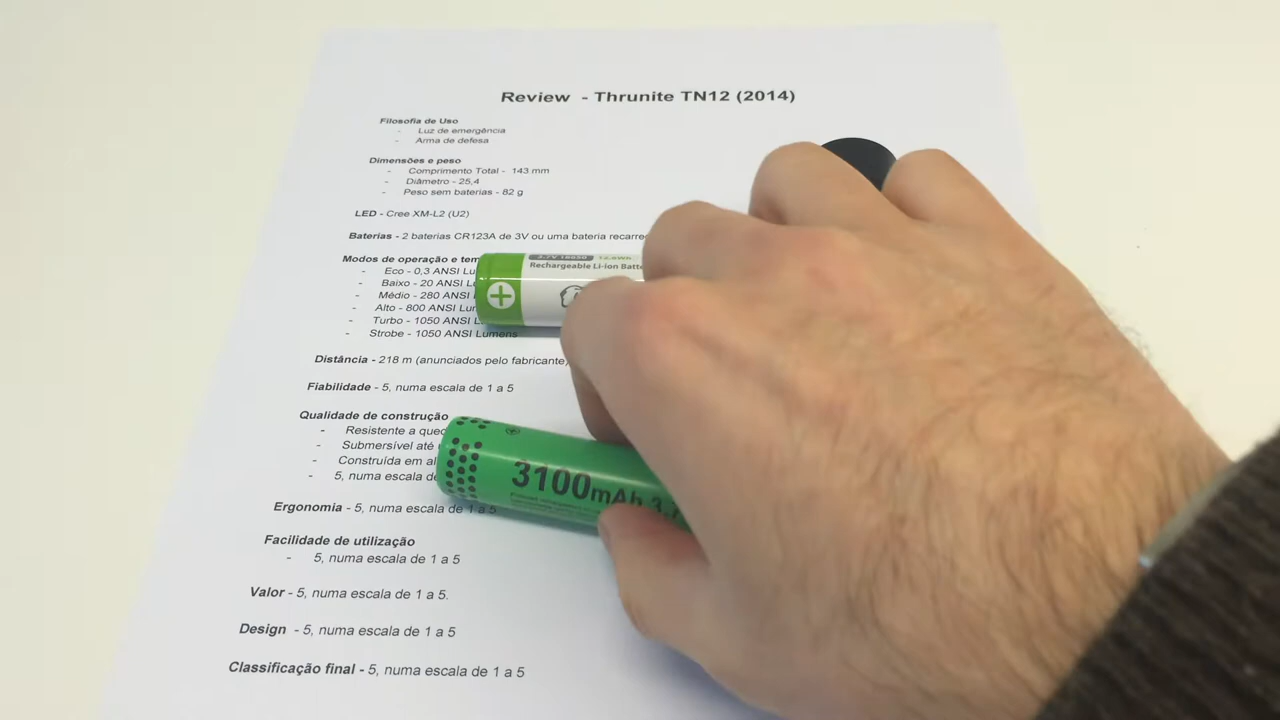 Review - Thrunite TN12 (2014)
Filosofia de Uso
- Luz de emergência
- Arma de defesa
Dimensões e peso
- Comprimento Total - 143 mm
- Diâmetro - 25,4
- Peso sem baterias - 82 g
LED - Cree XM-L2 (U2)
Baterias - 2 baterias CR123A de 3V ou uma bateria recarre
Modos de operação e tem
- Eco - 0,3 ANSI Lu
- Baixo - 20 ANSI
- Médio - 280 ANSI
- Alto - 800 ANSI Lum
- Turbo - 1050 ANSI L
- Strobe - 1050 ANSI Lumens
3.7V 18650
Rechargeable Li-ion Batte
Distância - 218 m (anunciados pelo fabricante)
Fiabilidade - 5, numa escala de 1 a 5
Qualidade de construção
- Resistente a qued
- Submersível até
- Construída em al
- 5, numa escala de
3100mAh 3.7
Ergonomia - 5, numa escala de 1 a 5
Facilidade de utilização
- 5, numa escala de 1 a 5
Valor - 5, numa escala de 1 a 5.
Design - 5, numa escala de 1 a 5
Classificação final - 5, numa escala de 1 a 5